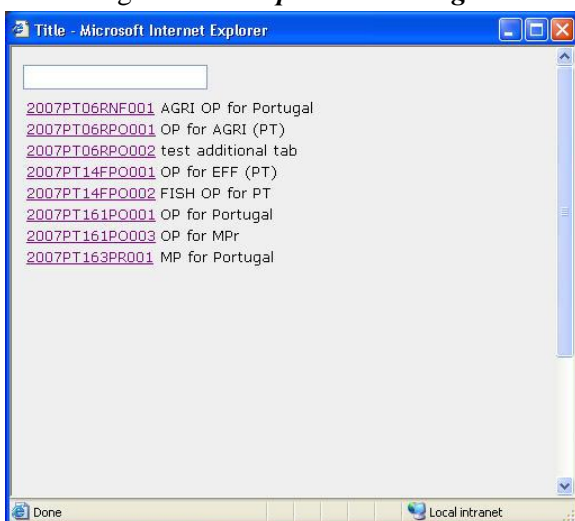 Title - Microsoft Internet Explorer
2007PT06RNF001 AGRI OP for Portugal
2007PT06RPO001 OP for AGRI (PT)
2007PT06RPO002 test additional tab
2007PT14FPO001 OP for EFF (PT)
2007PT14FPO002 FISH OP for PT
2007PT161PO001 OP for Portugal
2007PT161PO003 OP for MPr
2007PT163PR001 MP for Portugal
Done
Local intranet